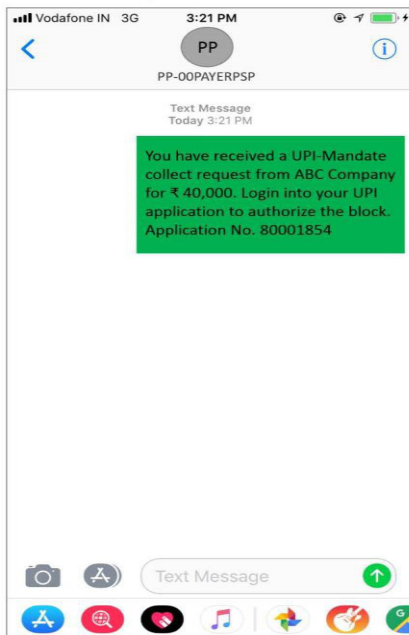 Vodafone IN 3G 3:21 PM
PP
PP-00PAYERPSP
Text Message
Today 3:21 PM
You have received a UPI-Mandate
collect request from ABC Company
for ₹ 40,000. Login into your UPI
application to authorize the block.
Application No. 80001854
Text Message
G